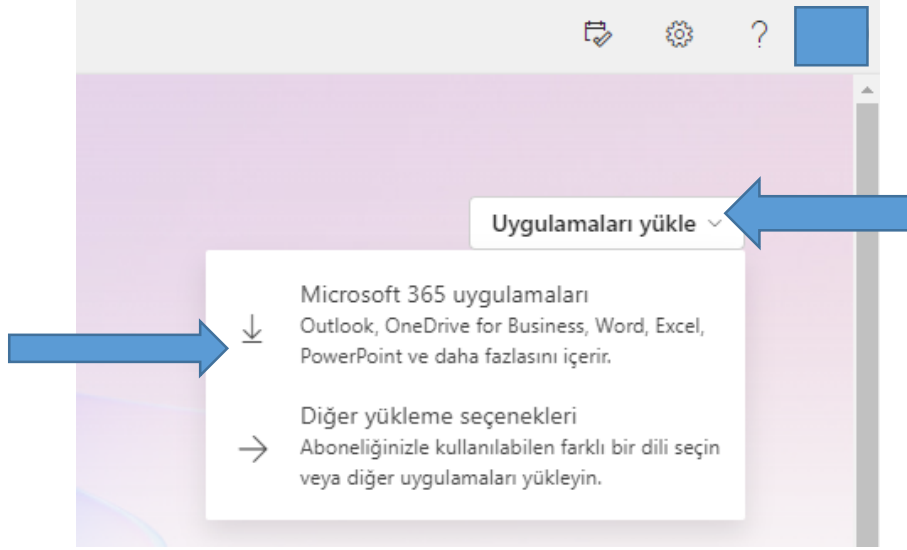 Uygulamaları yükle
Microsoft 365 uygulamaları
Outlook, OneDrive for Business, Word, Excel,
PowerPoint ve daha fazlasını içerir.
Diğer yükleme seçenekleri
Aboneliğinizle kullanılabilen farklı bir dili seçin
veya diğer uygulamaları yükleyin.